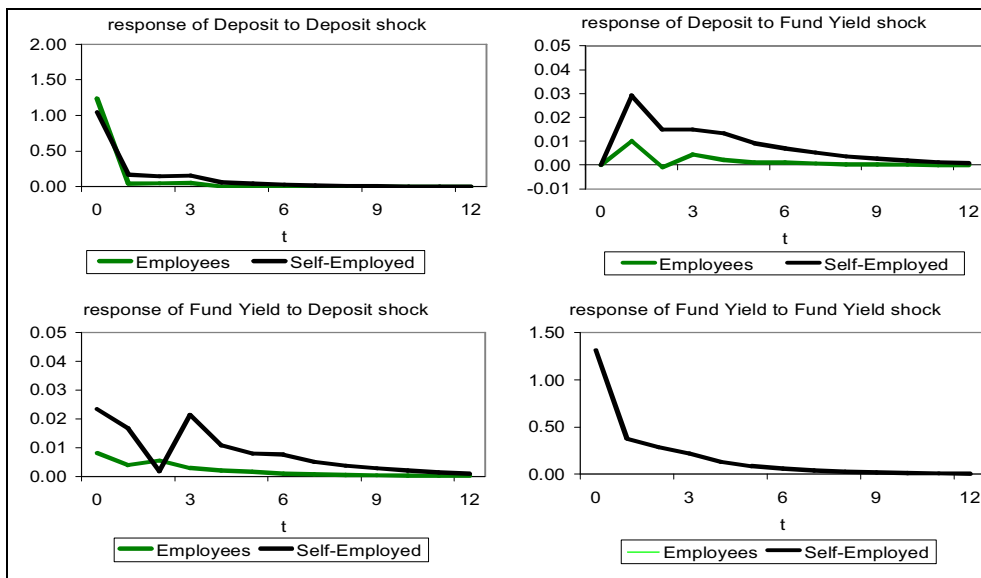 response of Deposit to Deposit shock
2.00
1.50
1.00
0.50
0.00
0 3 6 9 12
t
Employees Self-Employed
response of Deposit to Fund Yield shock
0.05
0.04
0.03
0.02
0.01
0.00
-0.01
0 3 6 9 12
t
Employees Self-Employed
response of Fund Yield to Deposit shock
0.05
0.04
0.03
0.02
0.01
0.00
0 3 6 9 12
t
Employees Self-Employed
response of Fund Yield to Fund Yield shock
1.50
1.00
0.50
0.00
0 3 6 9 12
t
Employees Self-Employed